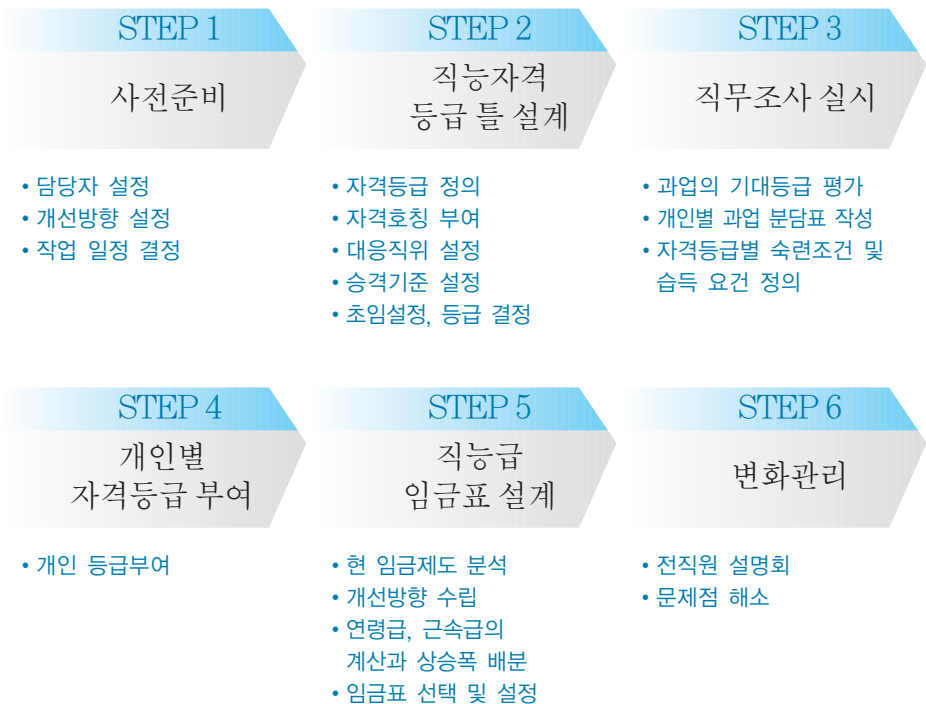 STEP 1
사전준비
• 담당자 설정
• 개선방향 설정
• 작업 일정 결정
STEP 2
직능자격
등급 틀 설계
• 자격등급 정의
• 자격호칭 부여
• 대응직위 설정
• 승격기준 설정
• 초임설정, 등급 결정
STEP 3
직무조사 실시
• 과업의 기대등급 평가
• 개인별 과업 분담표 작성
• 자격등급별 숙련조건 및
습득 요건 정의
STEP 4
개인별
자격등급 부여
• 개인 등급부여
STEP 5
직능급
임금표 설계
• 현 임금제도 분석
• 개선방향 수립
• 연령급, 근속급의
계산과 상승폭 배분
• 임금표 선택 및 설정
STEP 6
변화관리
• 전직원 설명회
• 문제점 해소